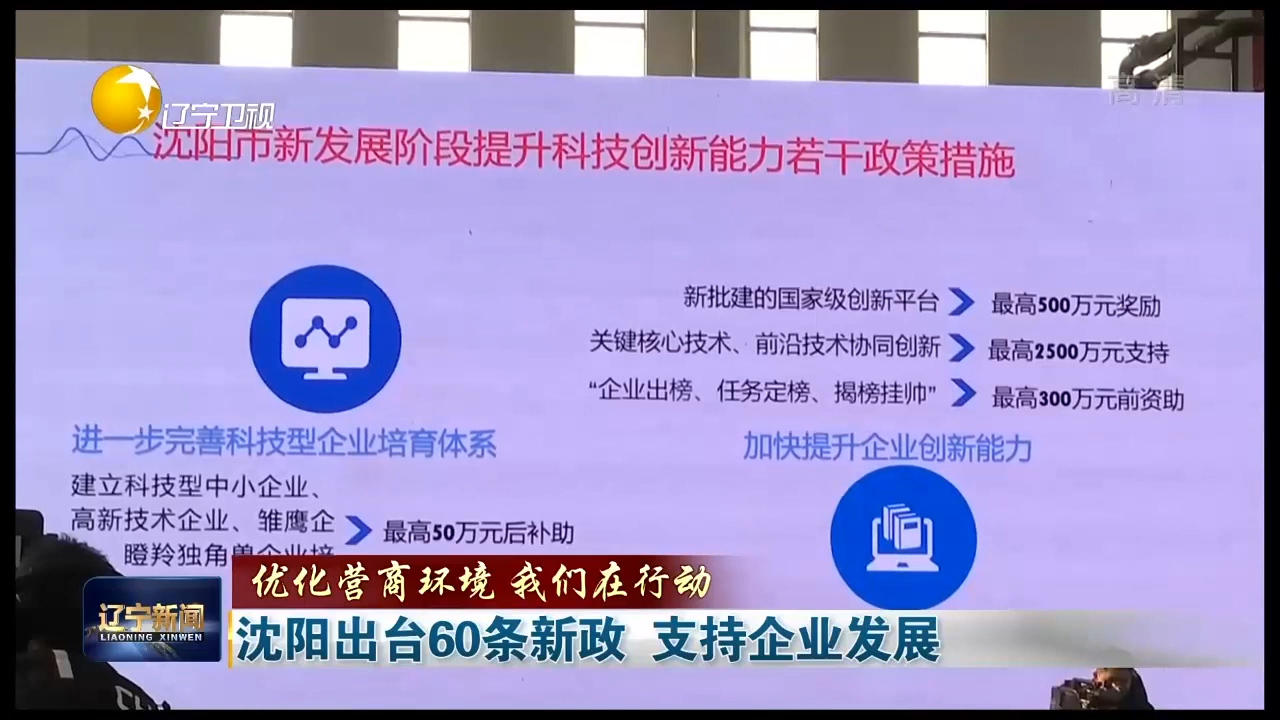 辽宁卫视
高清
沈阳市新发展阶段提升科技创新能力若干政策措施
新批建的国家级创新平台 最高500万元奖励
关键核心技术、前沿技术协同创新 最高2500万元支持
“企业出榜、任务定榜、揭榜挂帅” 最高300万元前资助
进一步完善科技型企业培育体系
加快提升企业创新能力
建立科技型中小企业、
高新技术企业、雏鹰企
瞪羚独角兽企业培
最高50万元后补助
优化营商环境 我们在行动
辽宁新闻
LIAONING XINWEN
沈阳出台60条新政 支持企业发展